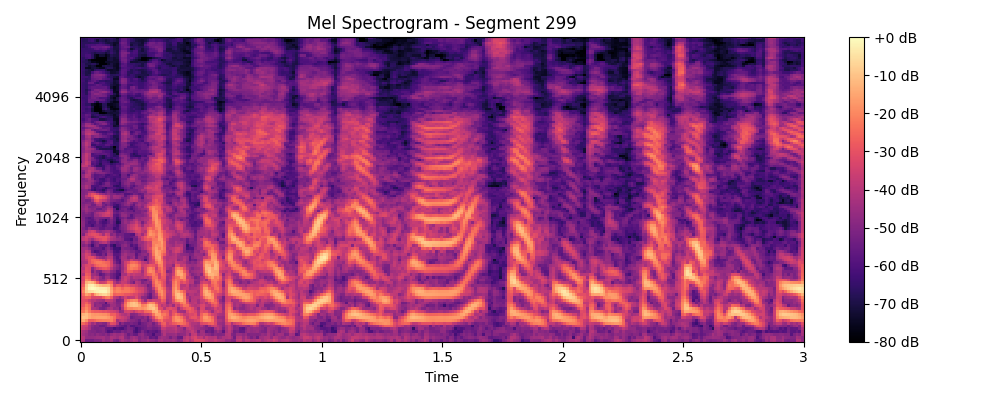 Mel Spectrogram - Segment 299
Frequency
4096
2048
1024
512
0
0
0.5
1
1.5
2
2.5
3
Time
+0 dB
-10 dB
-20 dB
-30 dB
-40 dB
-50 dB
-60 dB
-70 dB
-80 dB